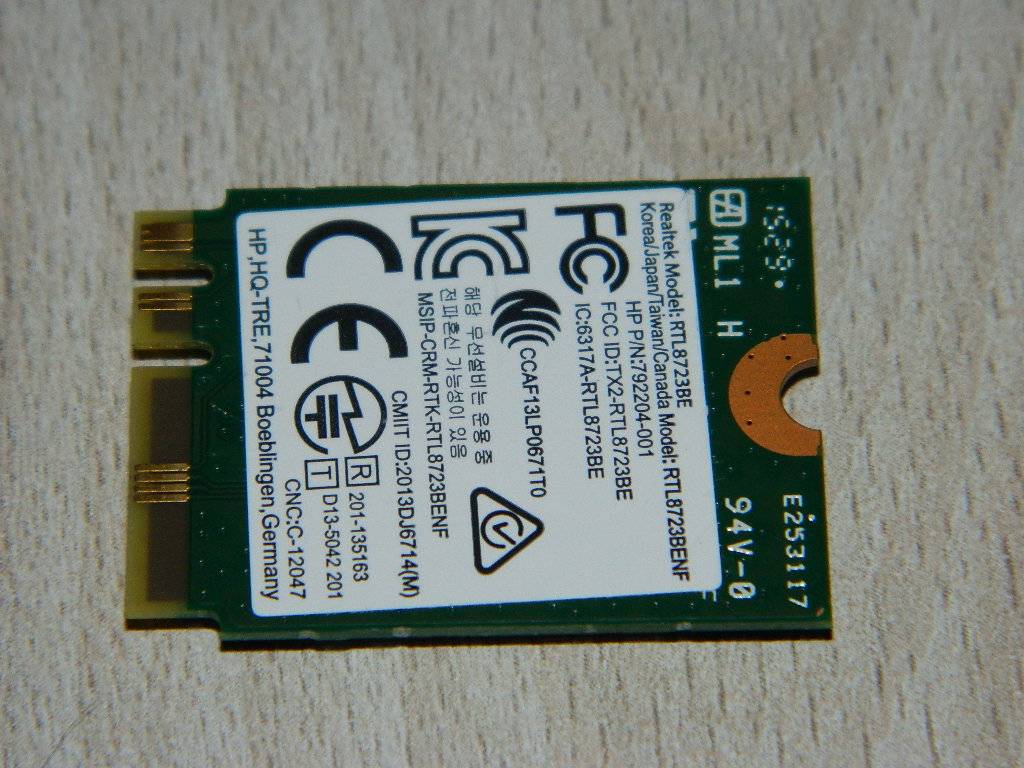 Realtek Model: RTL8723BE
Korea/Japan/Taiwan/Canada Model: RTL8723BENF
HP P/N:792204-001
FCC ID:TX2-RTL8723BE
IC:6317A-RTL8723BE
FC
CCAF13LP0671T0
해당 무선설비는 운용 중
전파혼신 가능성이 있음
MSIP-CRM-RTK-RTL8723BENF
CMIIT ID:2013DJ6714(M)
R 201-135163
T D13-5042 201
CNC:C-12047
CE
HP,HQ-TRE,71004 Boeblingen,Germany
1529
ML1 H
E253117
94V-0